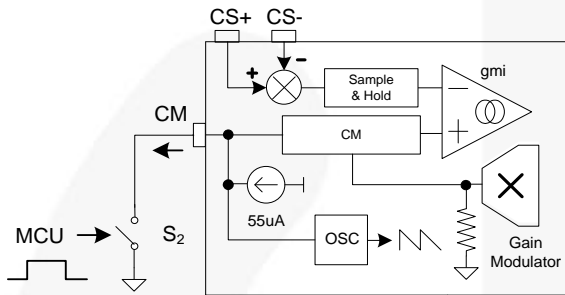 CS+ CS-
+
-
Sample
& Hold
gmi
CM
CM
55uA
S2
MCU
OSC
Gain
Modulator